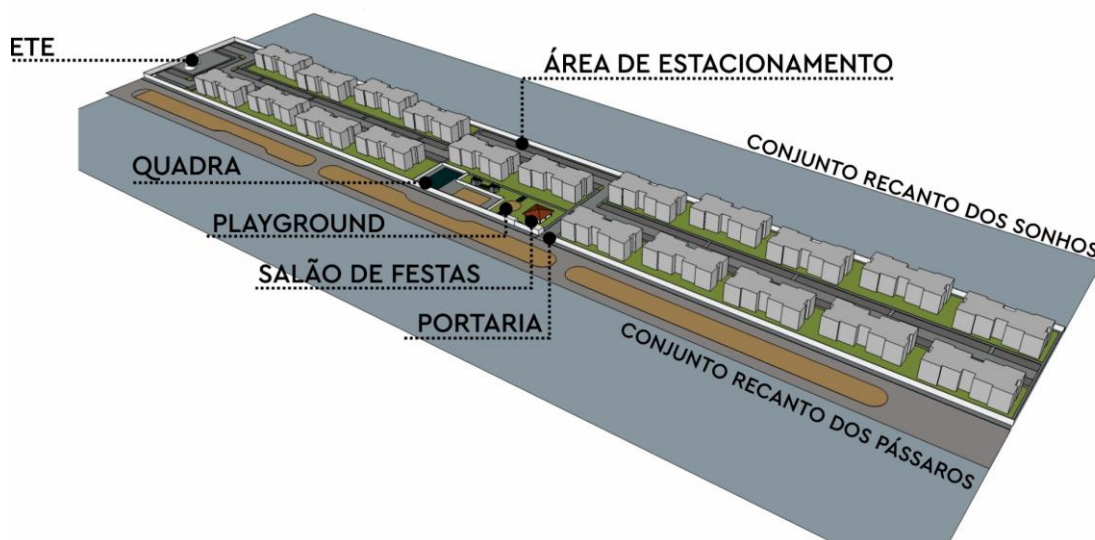 ETE
ÁREA DE ESTACIONAMENTO
CONJUNTO RECANTO DOS SONHOS
QUADRA
PLAYGROUND
SALÃO DE FESTAS
PORTARIA
CONJUNTO RECANTO DOS PÁSSAROS